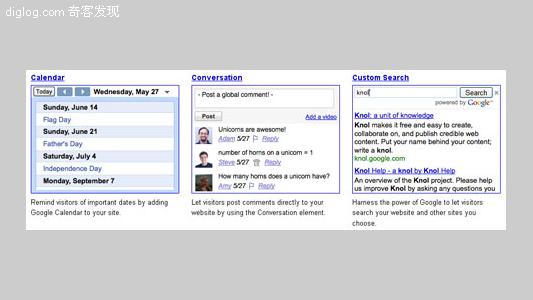 diglog.com 奇客发现
Calendar
Today Wednesday, May 27
Sunday, June 14
Flag Day
Sunday, June 21
Father's Day
Saturday, July 4
Independence Day
Monday, September 7
Remind visitors of important dates by adding
Google Calendar to your site.
Conversation
- Post a global comment! -
Post Add a video
Unicorns are awesome!
Adam 5/27 Reply
number of horns on a unicorn = 1
Steve 5/27 Reply
How many horns does a unicorn have?
Amy 5/27 Reply
Let visitors post comments directly to your
website by using the Conversation element.
Custom Search
knol Search ×
powered by Google™
Knol: a unit of knowledge
Knol makes it free and easy to create,
collaborate on, and publish credible web
content. Put your name behind your content;
write a knol.
knol.google.com
Knol Help - a knol by Knol Help
An overview of the Knol project. Please help
us improve Knol by asking questions you
Harness the power of Google to let visitors
search your website and other sites you
choose.